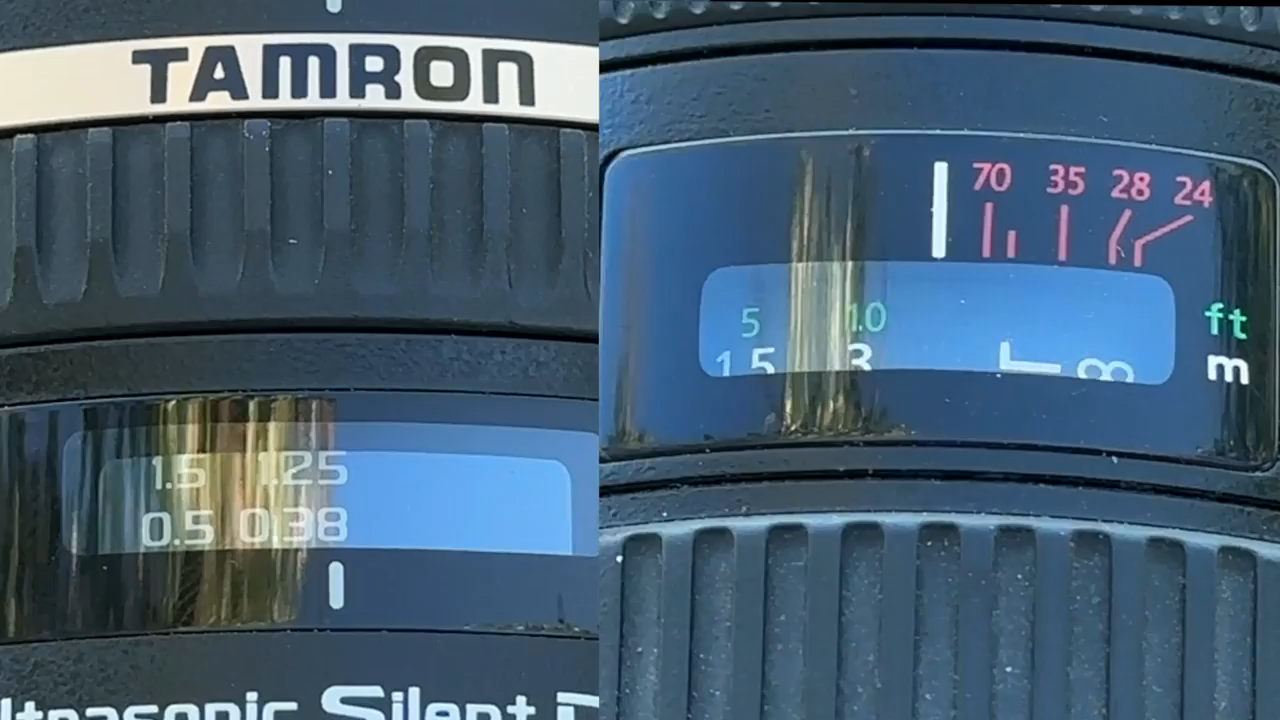 TAMRON
1.5 1.25
0.5 0.38
Ultrasonic Silent
70 35 28 24
5 10 ft
1.5 3 ∞ m